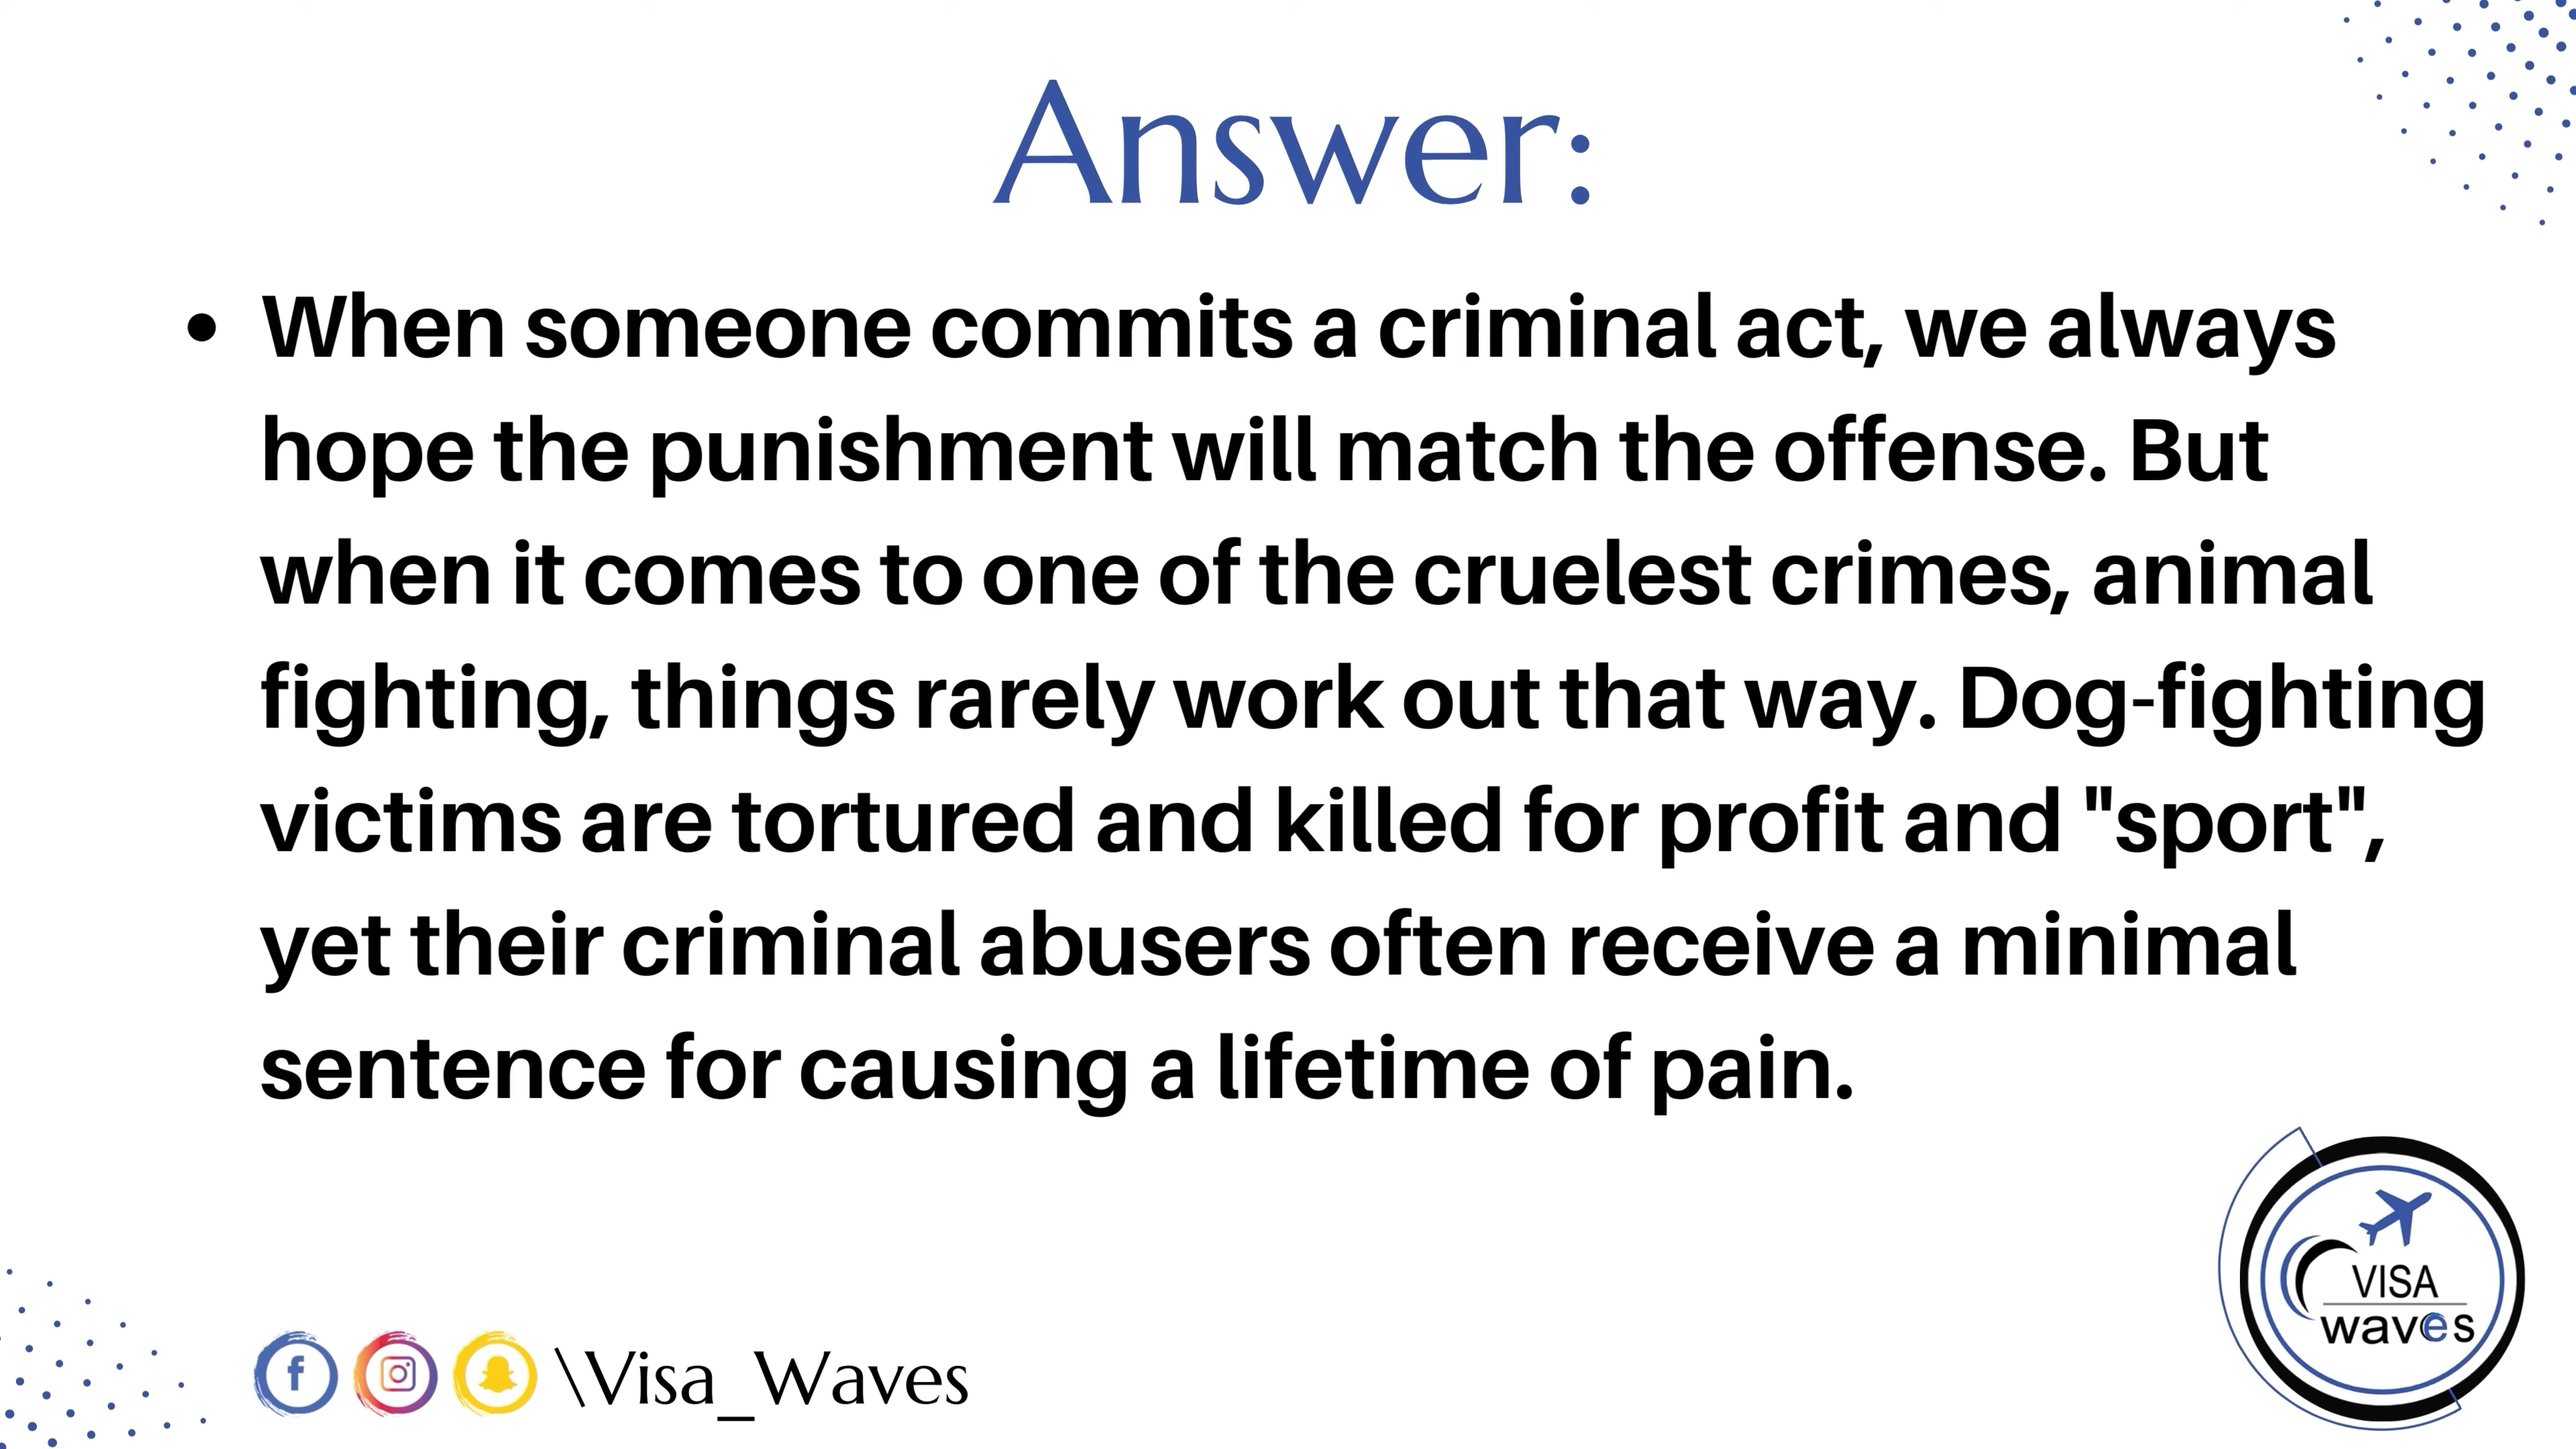 Answer:
• When someone commits a criminal act, we always
hope the punishment will match the offense. But
when it comes to one of the cruelest crimes, animal
fighting, things rarely work out that way. Dog-fighting
victims are tortured and killed for profit and "sport",
yet their criminal abusers often receive a minimal
sentence for causing a lifetime of pain.
VISA
waves
\Visa_Waves